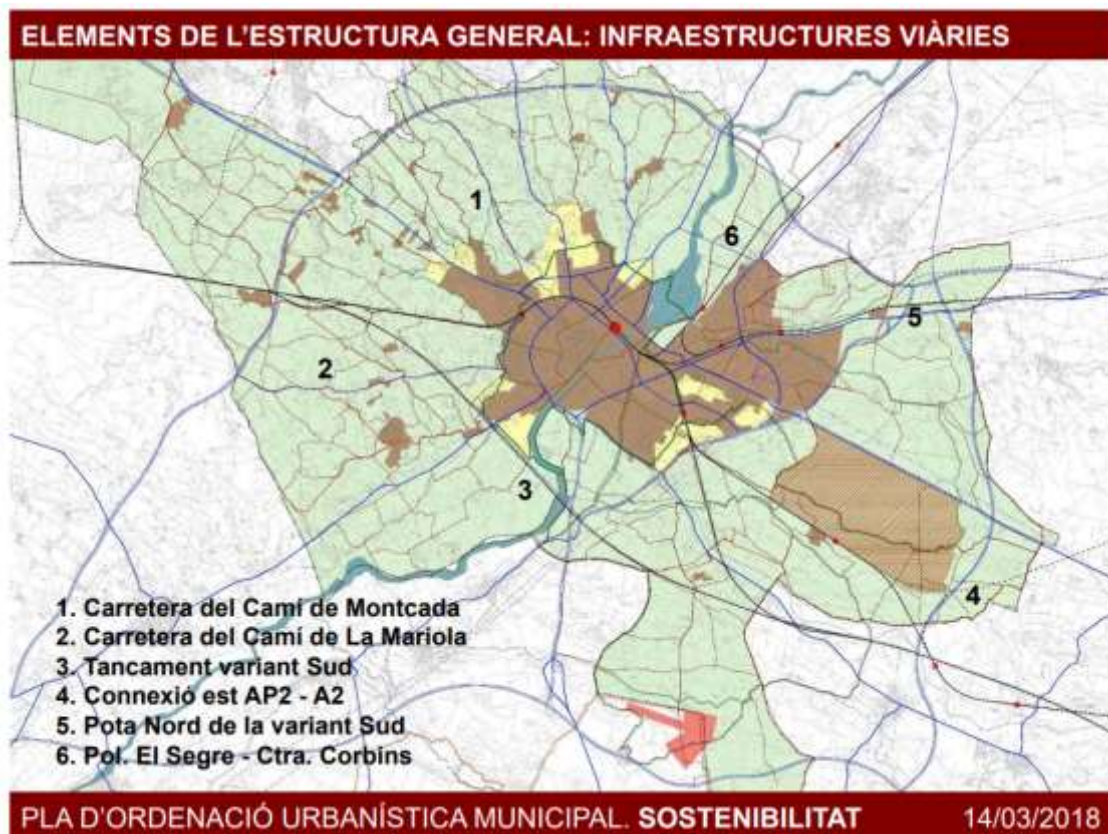 ELEMENTS DE L'ESTRUCTURA GENERAL: INFRAESTRUCTURES VIÀRIES
1
6
5
2
3
4
1. Carretera del Camí de Montcada
2. Carretera del Camí de La Mariola
3. Tancament variant Sud
4. Connexió est AP2 - A2
5. Pota Nord de la variant Sud
6. Pol. El Segre - Ctra. Corbins
PLA D'ORDENACIÓ URBANÍSTICA MUNICIPAL. SOSTENIBILITAT 14/03/2018